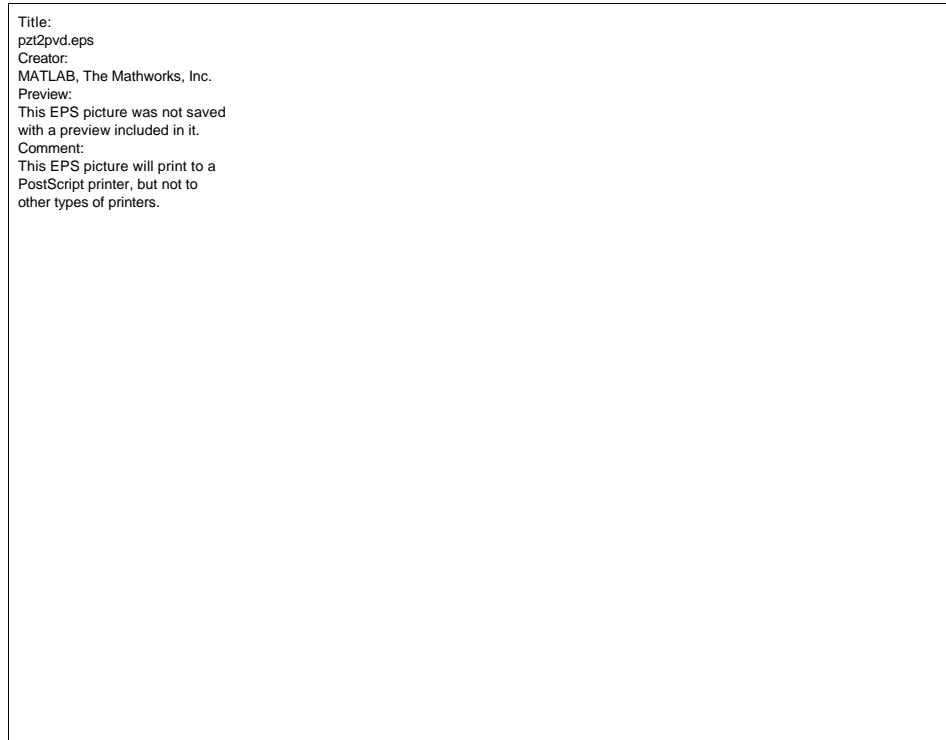 Title:
pzt2pvd.eps
Creator:
MATLAB, The Mathworks, Inc.
Preview:
This EPS picture was not saved
with a preview included in it.
Comment:
This EPS picture will print to a
PostScript printer, but not to
other types of printers.